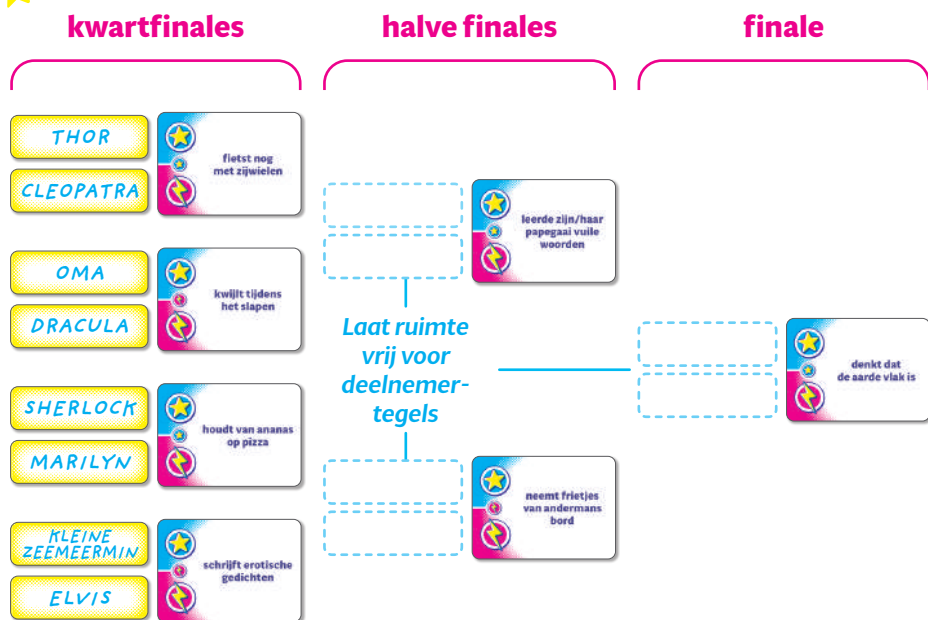 kwartfinales
halve finales
finale
THOR
CLEOPATRA
fietst nog
met zijwielen
OMA
DRACULA
kwijlt tijdens
het slapen
SHERLOCK
MARILYN
houdt van ananas
op pizza
KLEINE
ZEEMEERMIN
ELVIS
schrijft erotische
gedichten
leerde zijn/haar
papegaai vuile
woorden
Laat ruimte
vrij voor
deelnemer-
tegels
neemt frietjes
van andermans
bord
denkt dat
de aarde vlak is